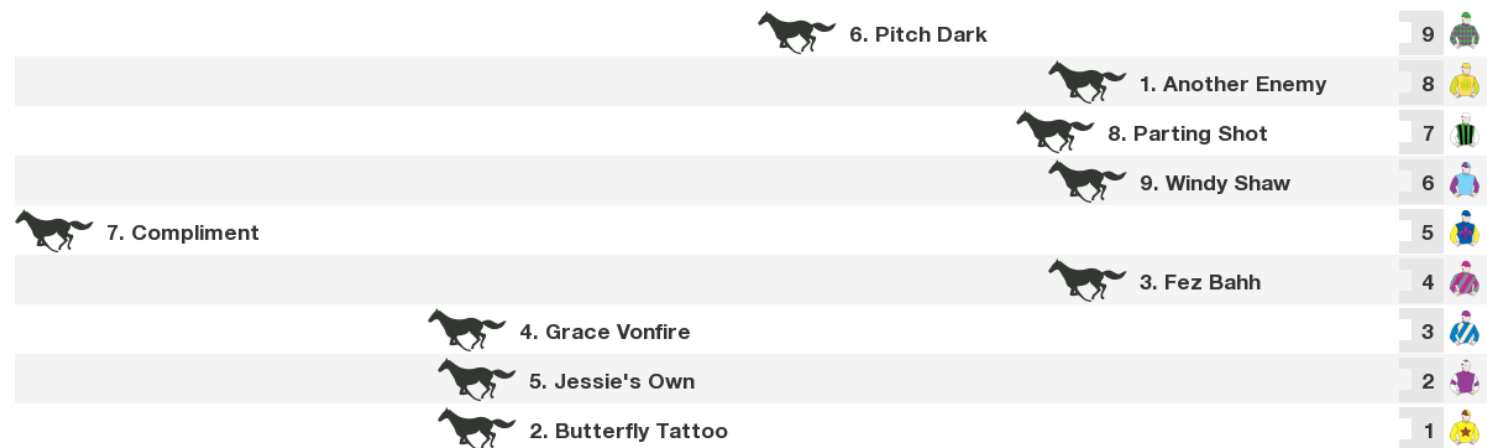 6. Pitch Dark 9
1. Another Enemy 8
8. Parting Shot 7
9. Windy Shaw 6
7. Compliment 5
3. Fez Bahh 4
4. Grace Vonfire 3
5. Jessie's Own 2
2. Butterfly Tattoo 1